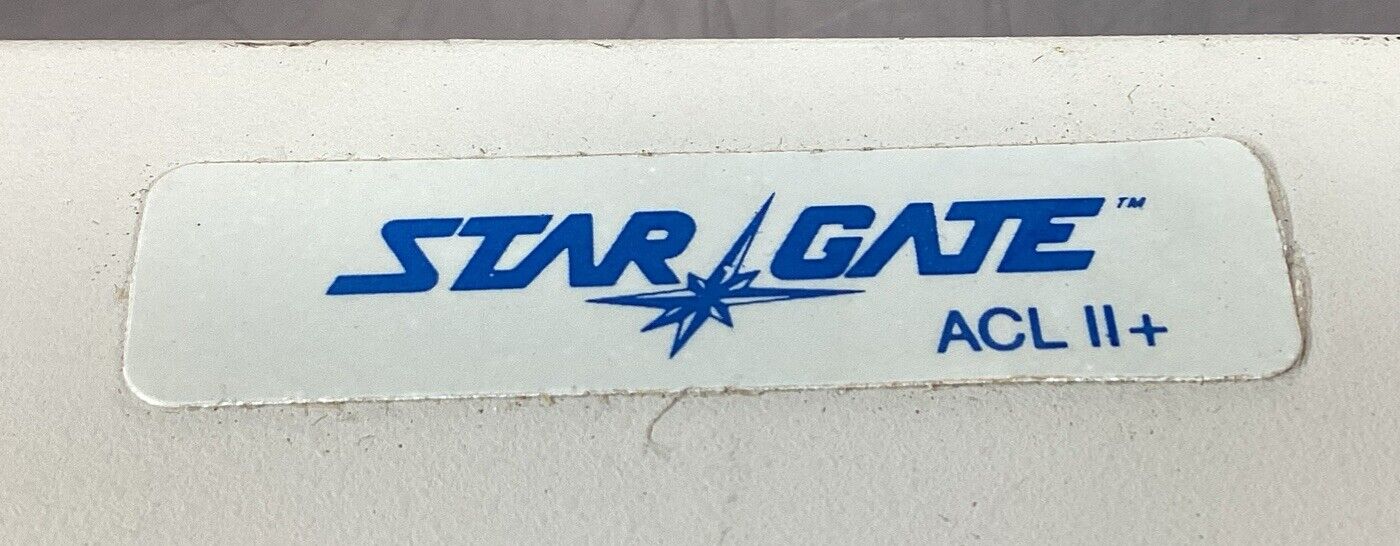 STAR GATE™
ACL II+